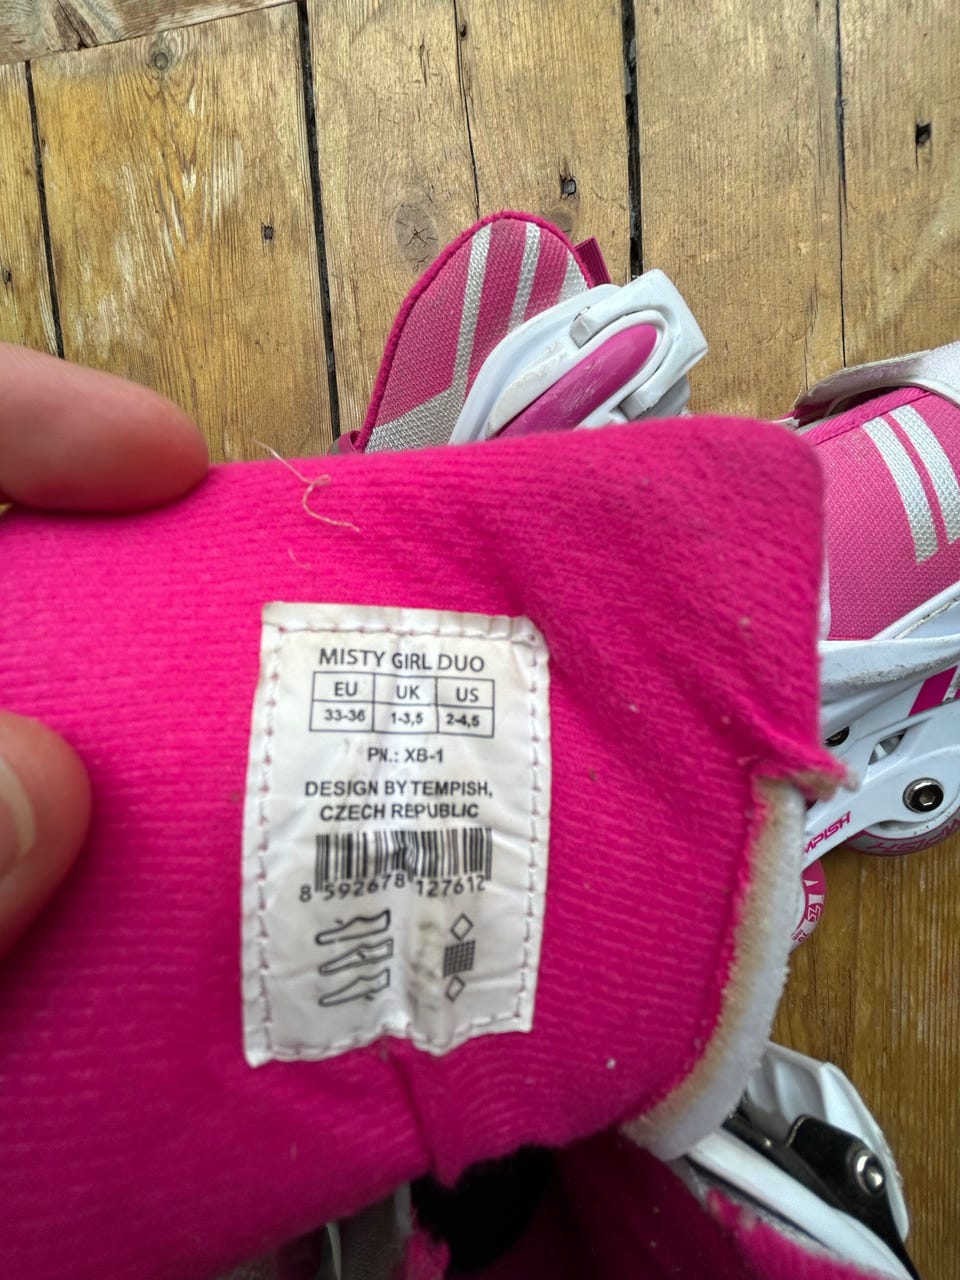 MISTY GIRL DUO
EU UK US
33-36 1-3,5 2-4,5
PN.: XB-1
DESIGN BY TEMPISH,
CZECH REPUBLIC
8 592678 127612
TEMPISH